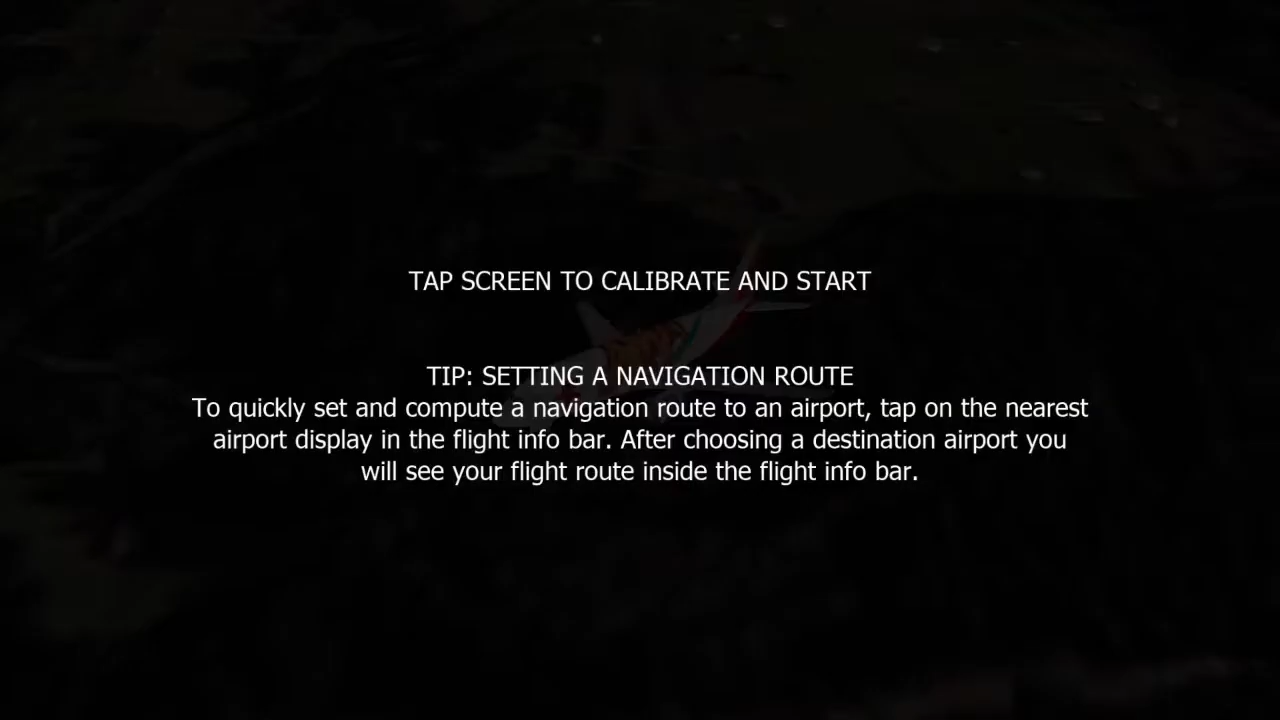 TAP SCREEN TO CALIBRATE AND START
TIP: SETTING A NAVIGATION ROUTE
To quickly set and compute a navigation route to an airport, tap on the nearest
airport display in the flight info bar. After choosing a destination airport you
will see your flight route inside the flight info bar.